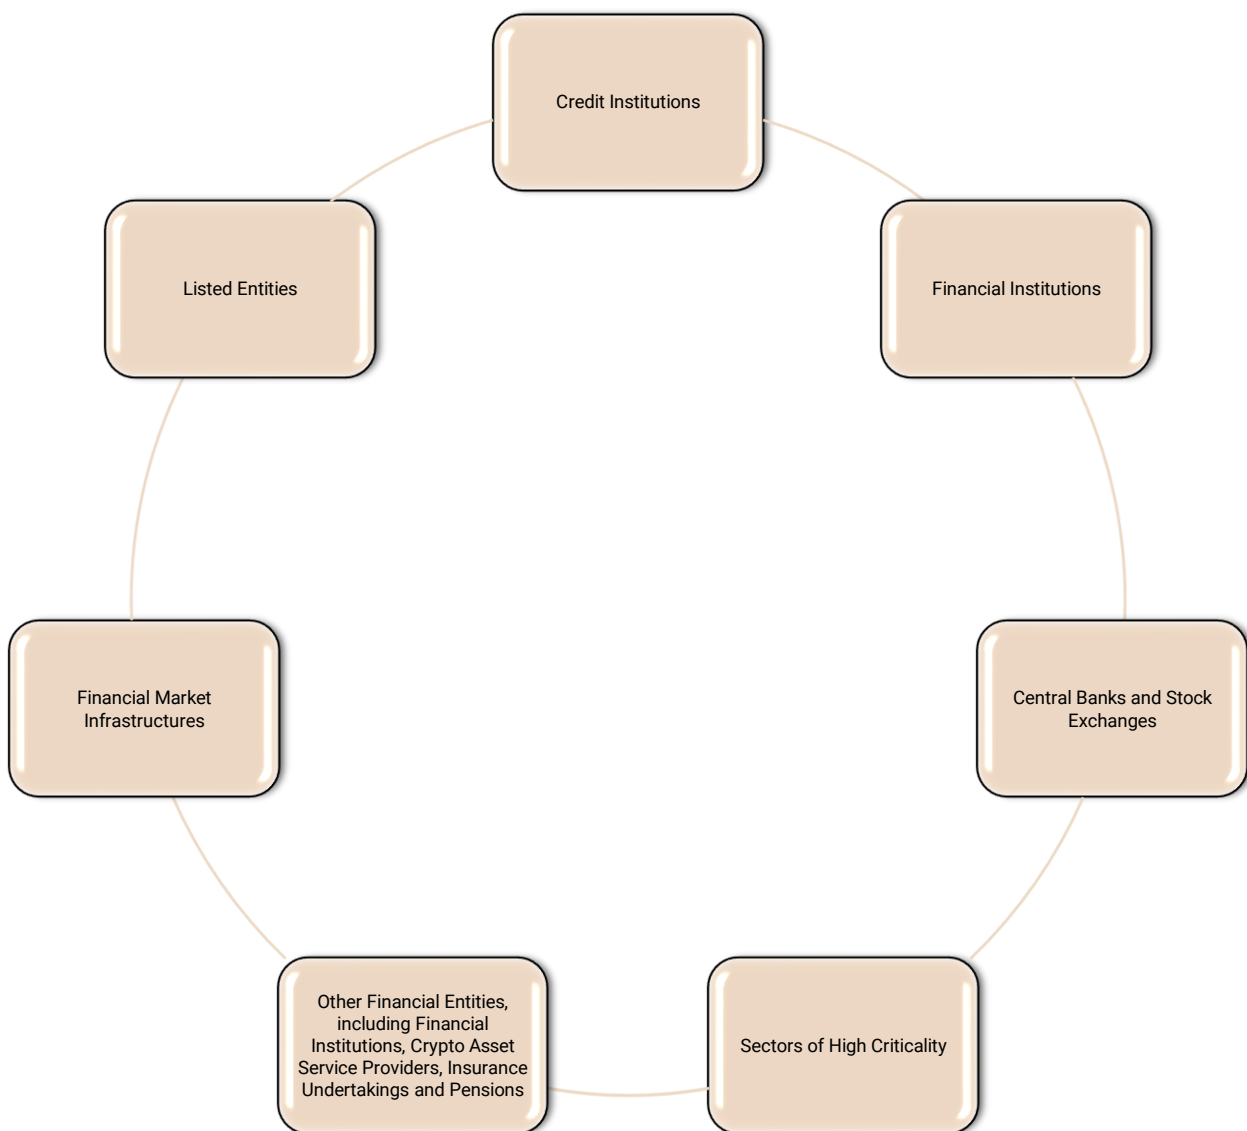 Credit Institutions
Listed Entities
Financial Institutions
Financial Market
Infrastructures
Central Banks and Stock
Exchanges
Other Financial Entities,
including Financial
Institutions, Crypto Asset
Service Providers, Insurance
Undertakings and Pensions
Sectors of High Criticality